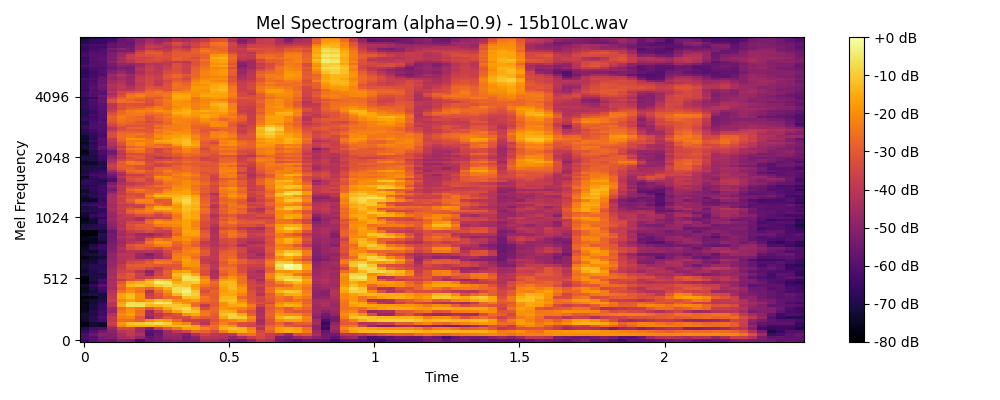 Mel Spectrogram (alpha=0.9) - 15b10Lc.wav
+0 dB
-10 dB
-20 dB
-30 dB
-40 dB
-50 dB
-60 dB
-70 dB
-80 dB
Mel Frequency
4096
2048
1024
512
0
0
0.5
1
1.5
2
Time